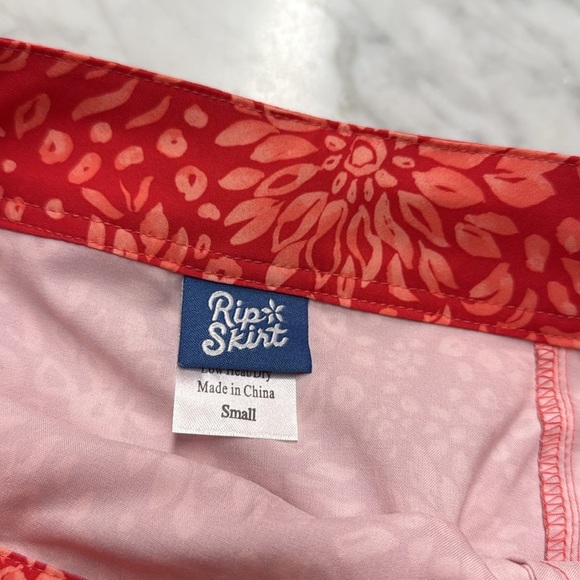 Rip
Skirt
Low Heat/Dry
Made in China
Small